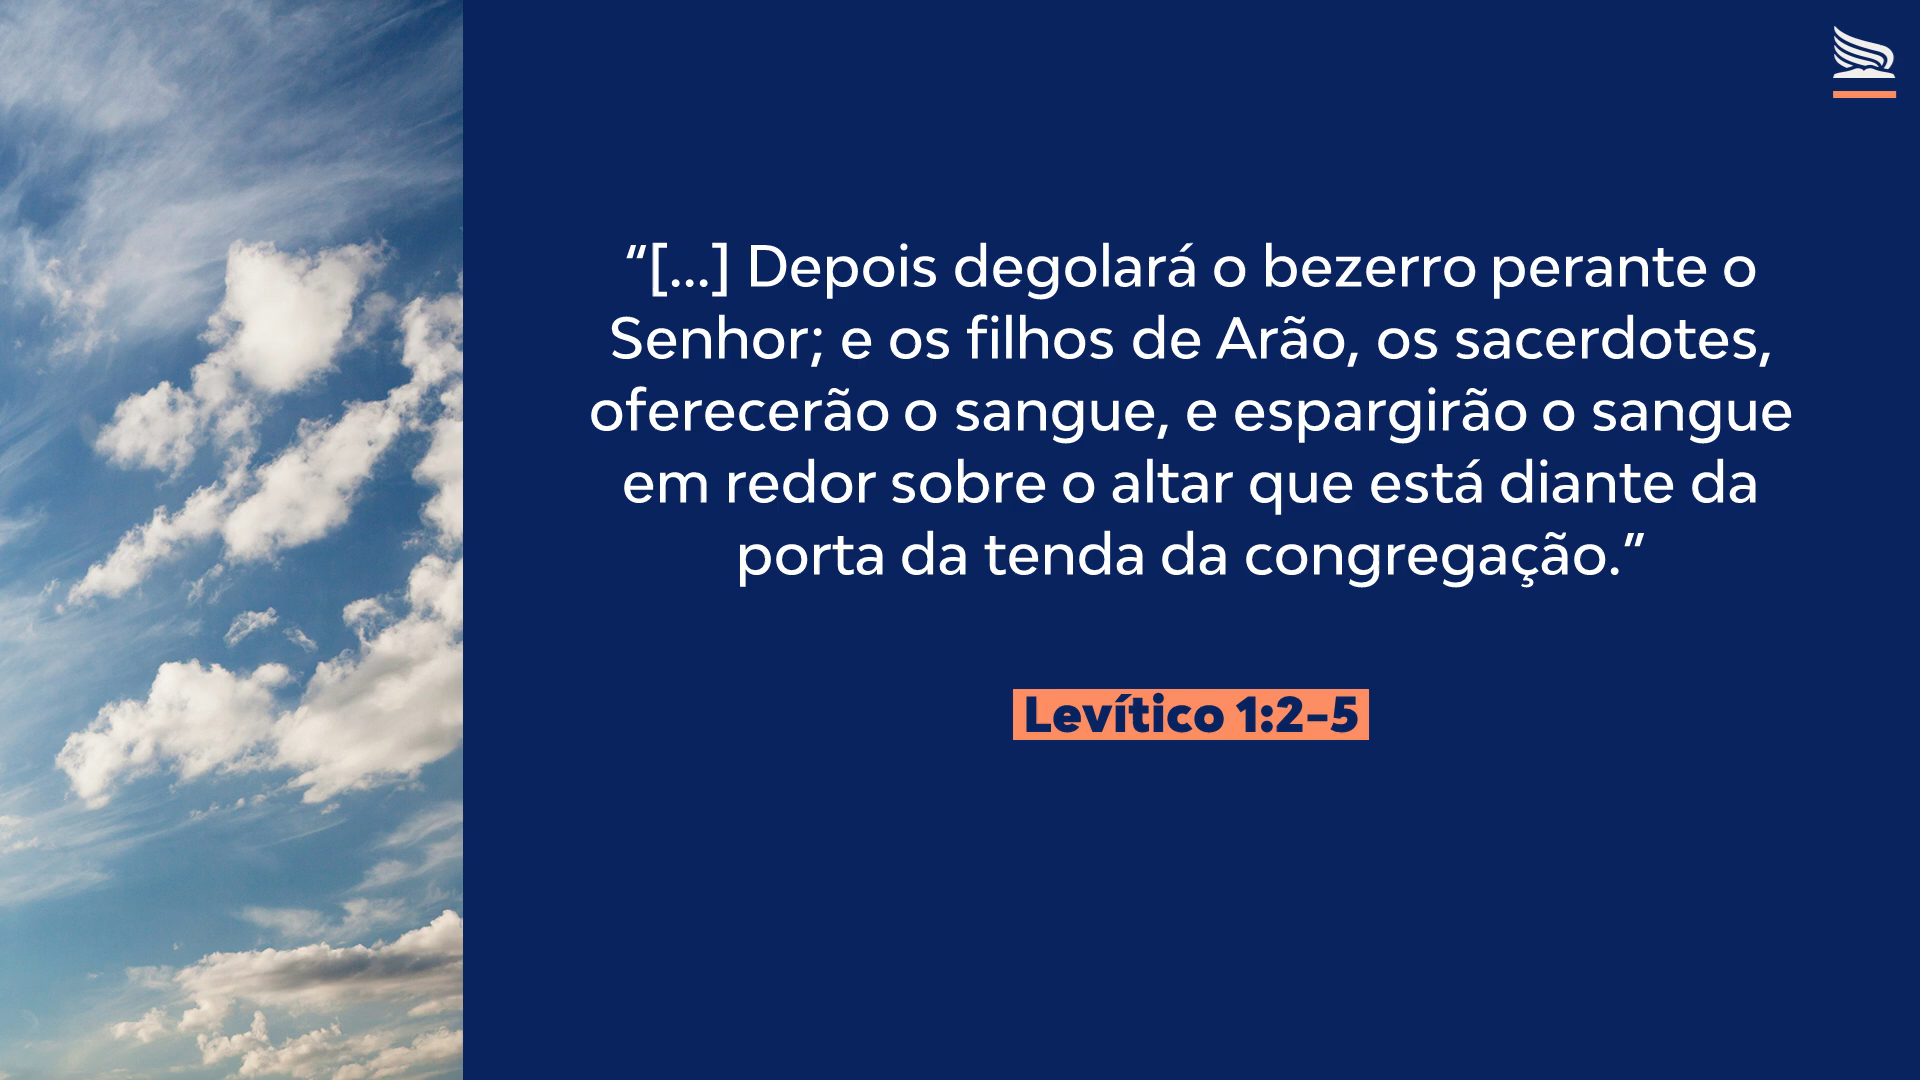 “[...] Depois degolará o bezerro perante o
Senhor; e os filhos de Arão, os sacerdotes,
oferecerão o sangue, e espargirão o sangue
em redor sobre o altar que está diante da
porta da tenda da congregação.”
Levítico 1:2–5